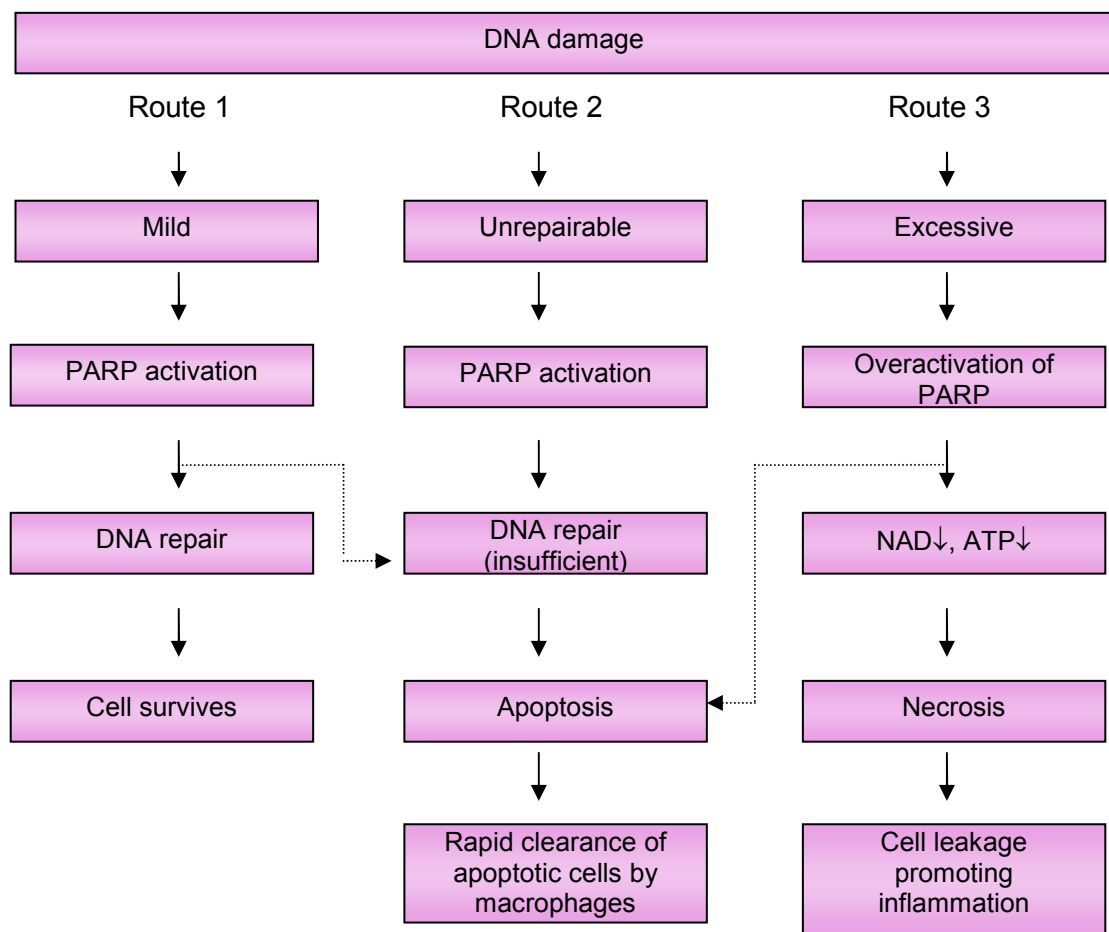 DNA damage
Route 1
Route 2
Route 3
Mild
Unrepairable
Excessive
PARP activation
PARP activation
Overactivation of
PARP
DNA repair
DNA repair
(insufficient)
NAD↓, ATP↓
Cell survives
Apoptosis
Necrosis
Rapid clearance of
apoptotic cells by
macrophages
Cell leakage
promoting
inflammation